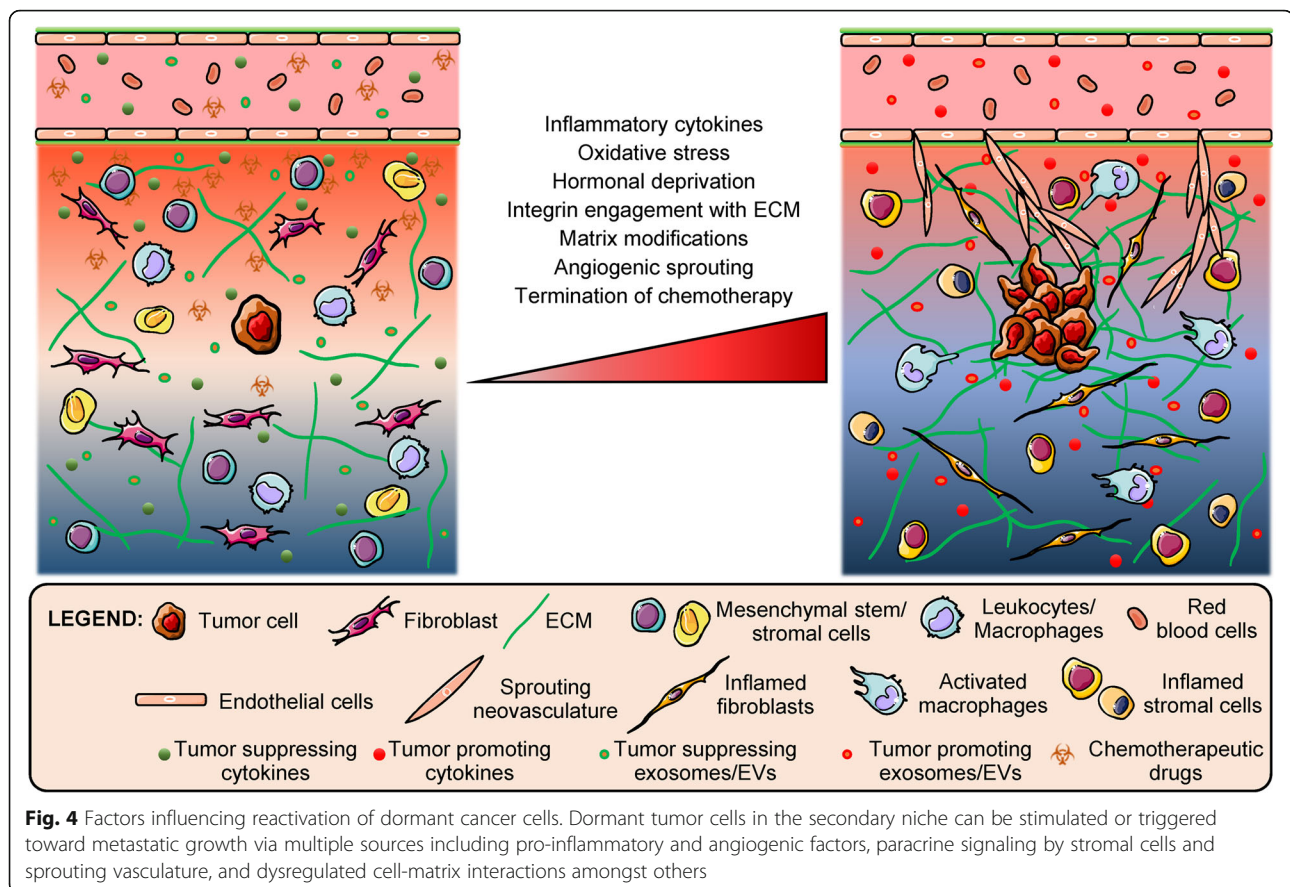 Inflammatory cytokines
Oxidative stress
Hormonal deprivation
Integrin engagement with ECM
Matrix modifications
Angiogenic sprouting
Termination of chemotherapy
LEGEND:
Tumor cell
Fibroblast
ECM
Mesenchymal stem/
stromal cells
Leukocytes/
Macrophages
Red
blood cells
Endothelial cells
Sprouting
neovasculature
Inflamed
fibroblasts
Activated
macrophages
Inflamed
stromal cells
Tumor suppressing
cytokines
Tumor promoting
cytokines
Tumor suppressing
exosomes/EVs
Tumor promoting
exosomes/EVs
Chemotherapeutic
drugs
Fig. 4 Factors influencing reactivation of dormant cancer cells. Dormant tumor cells in the secondary niche can be stimulated or triggered
toward metastatic growth via multiple sources including pro-inflammatory and angiogenic factors, paracrine signaling by stromal cells and
sprouting vasculature, and dysregulated cell-matrix interactions amongst others